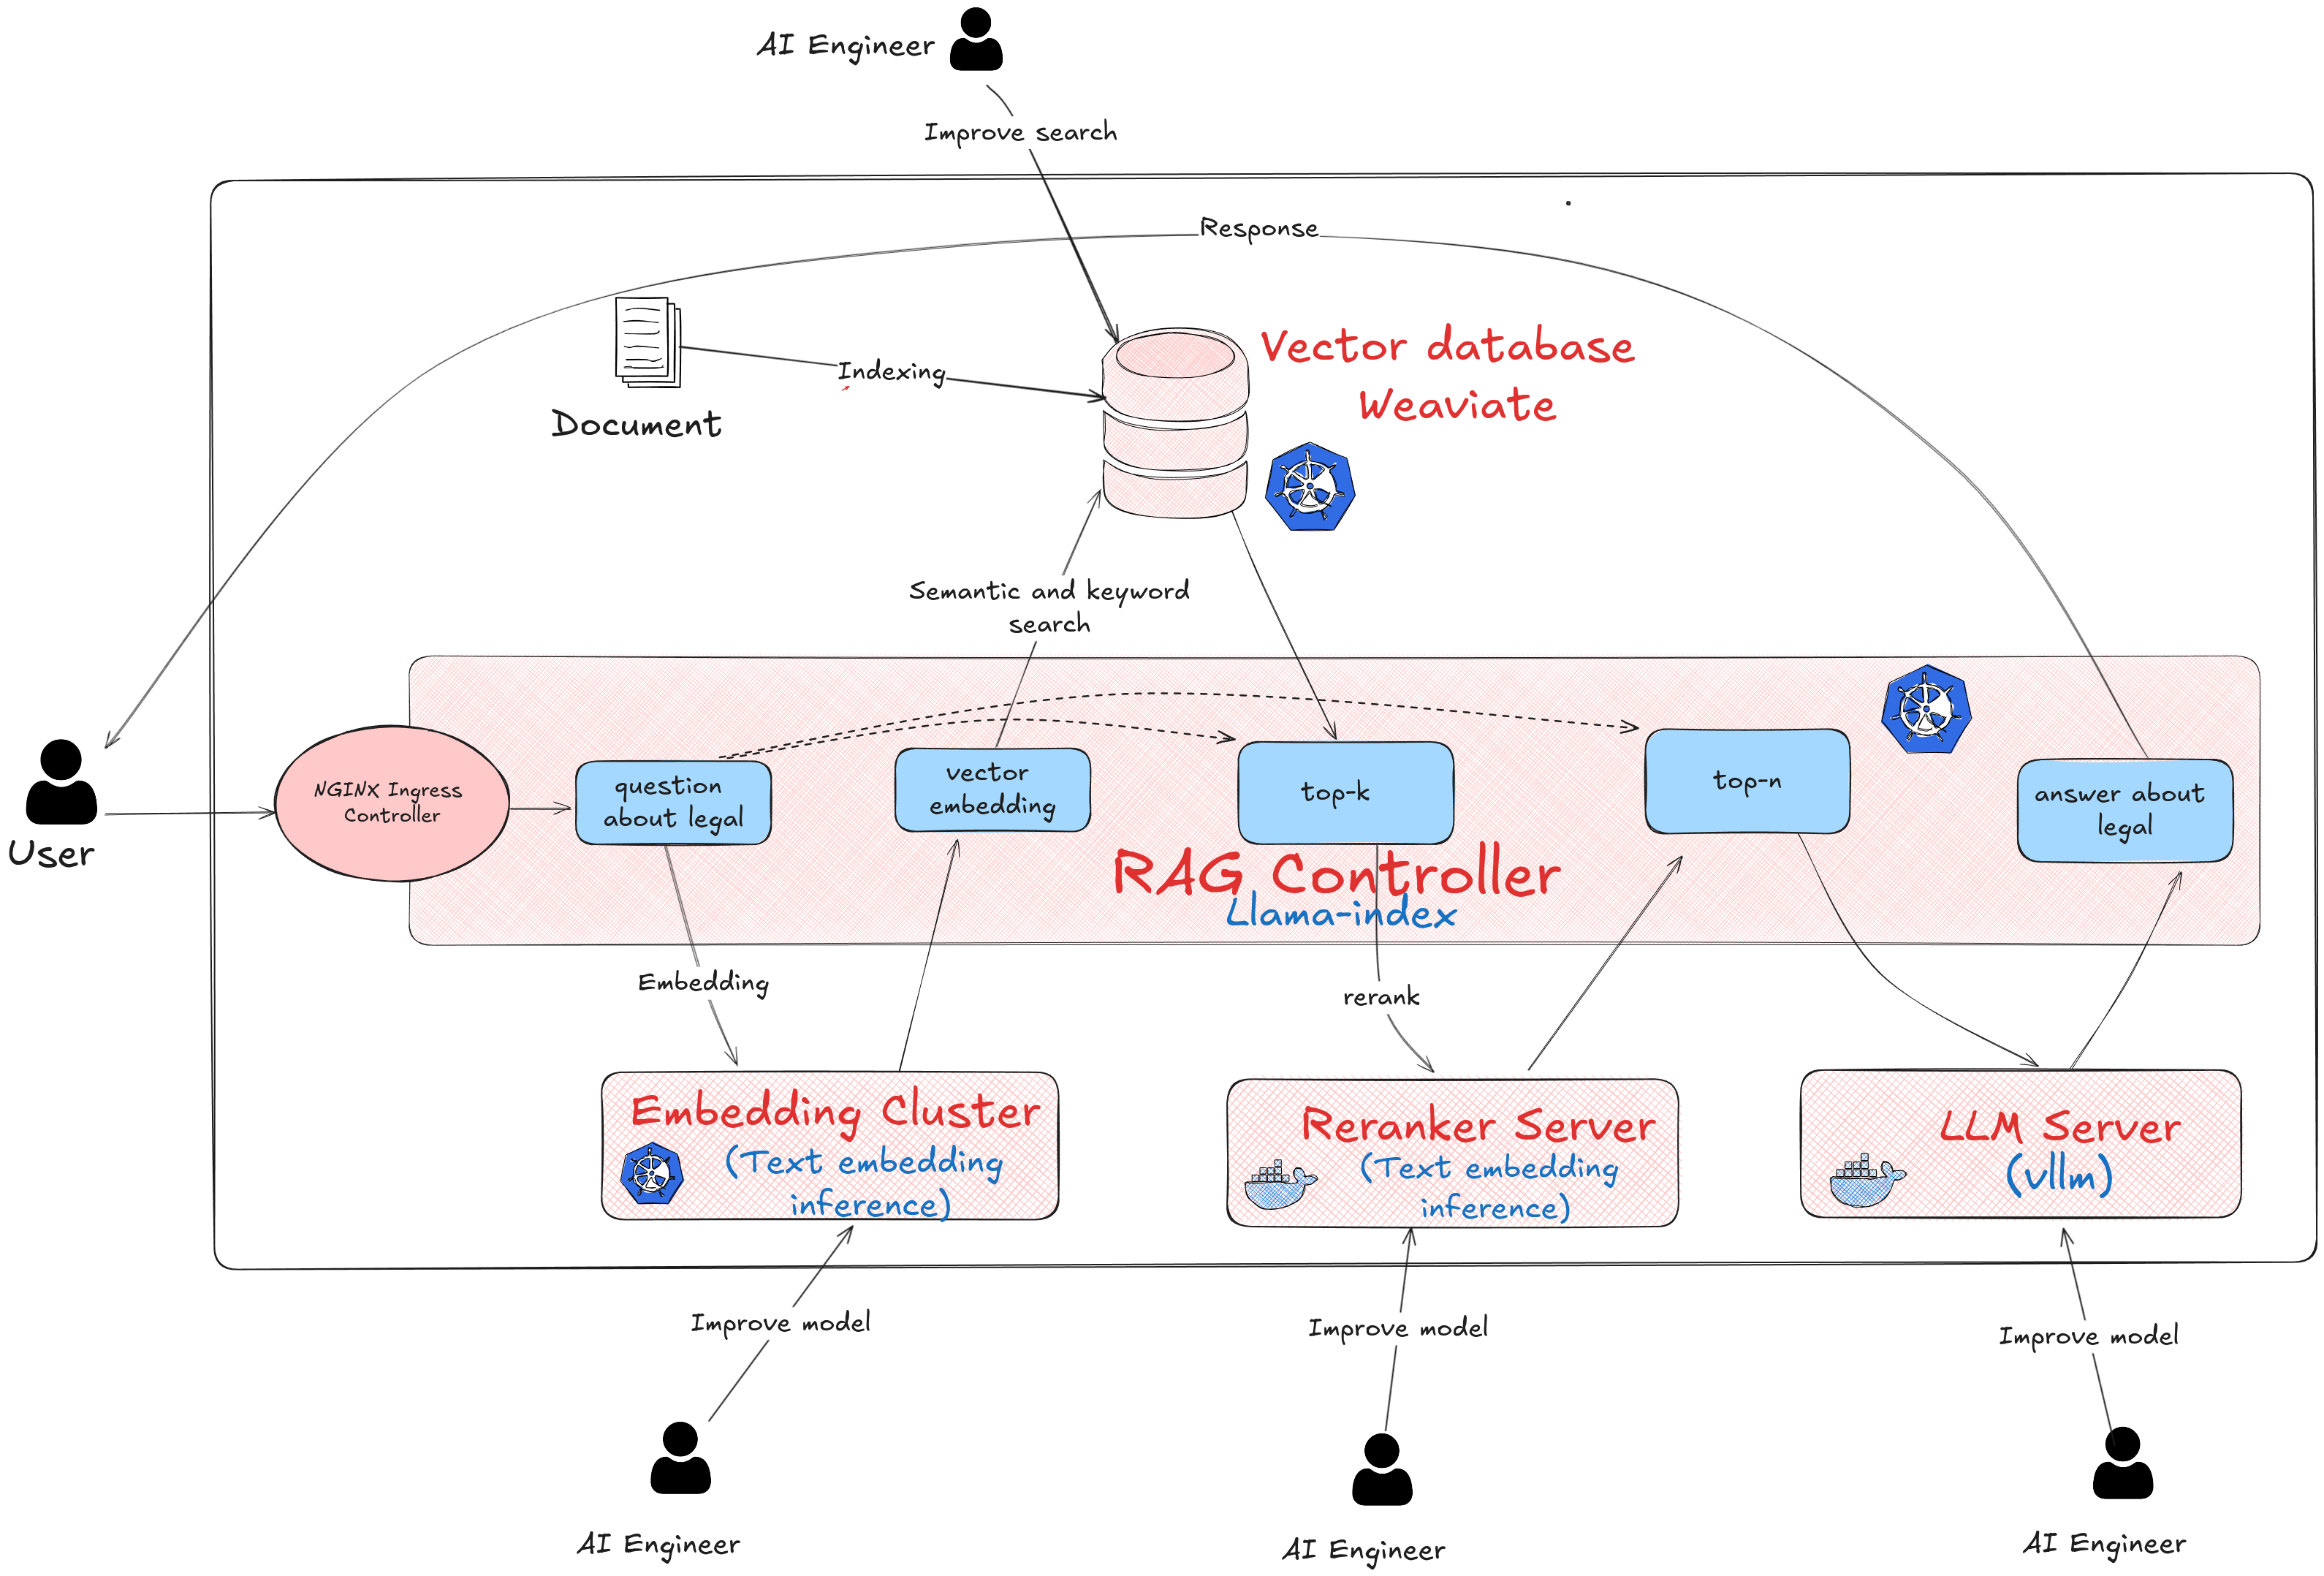 AI Engineer
Improve search
Response
Indexing
Document
Vector database
Weaviate
Semantic and keyword
search
User
NGINX Ingress
Controller
question
about legal
vector
embedding
top-k
top-n
answer about
legal
RAG Controller
Llama-index
Embedding
rerank
Embedding Cluster
(Text embedding
inference)
Reranker Server
(Text embedding
inference)
LLM Server
(vllm)
Improve model
Improve model
Improve model
AI Engineer
AI Engineer
AI Engineer